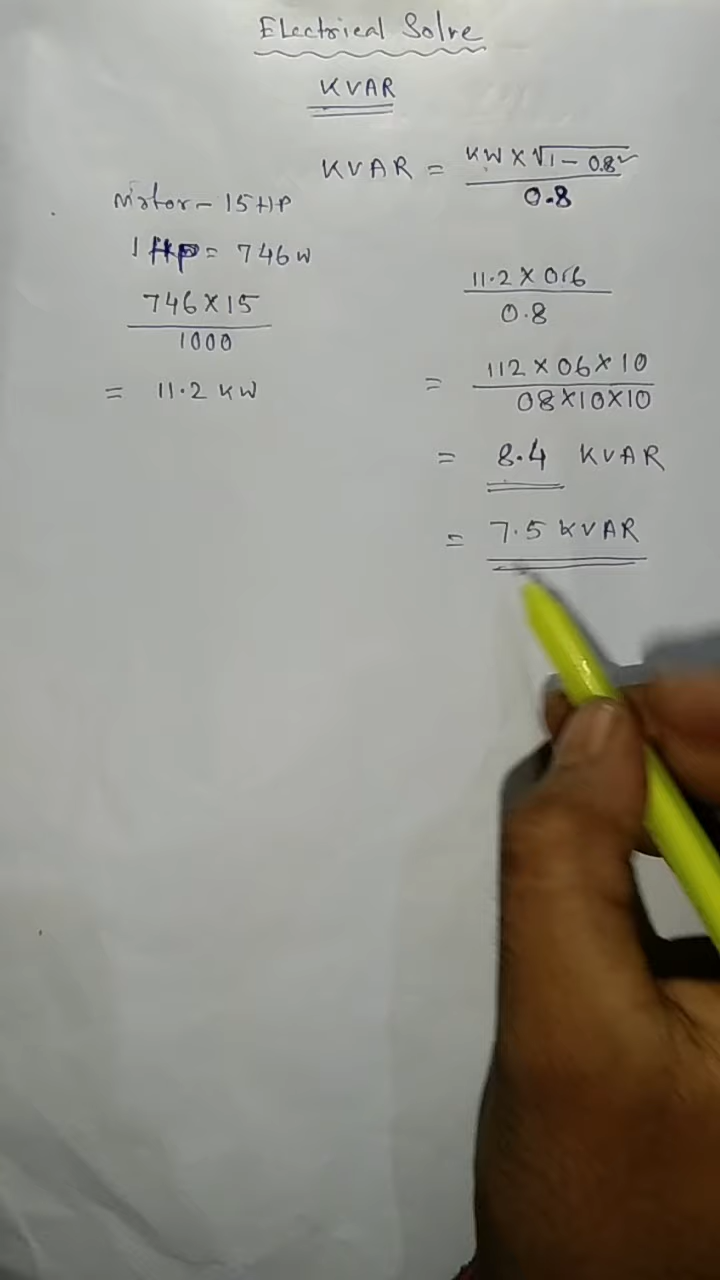 Electrical Solve
KVAR
KVAR = KW X √1 - 0.8²
0.8
Motor - 15 HP
1 HP = 746 W
746 X 15
1000
= 11.2 KW
11.2 X 0.6
0.8
= 112 X 06 X 10
08 X 10 X 10
= 8.4 KVAR
= 7.5 KVAR